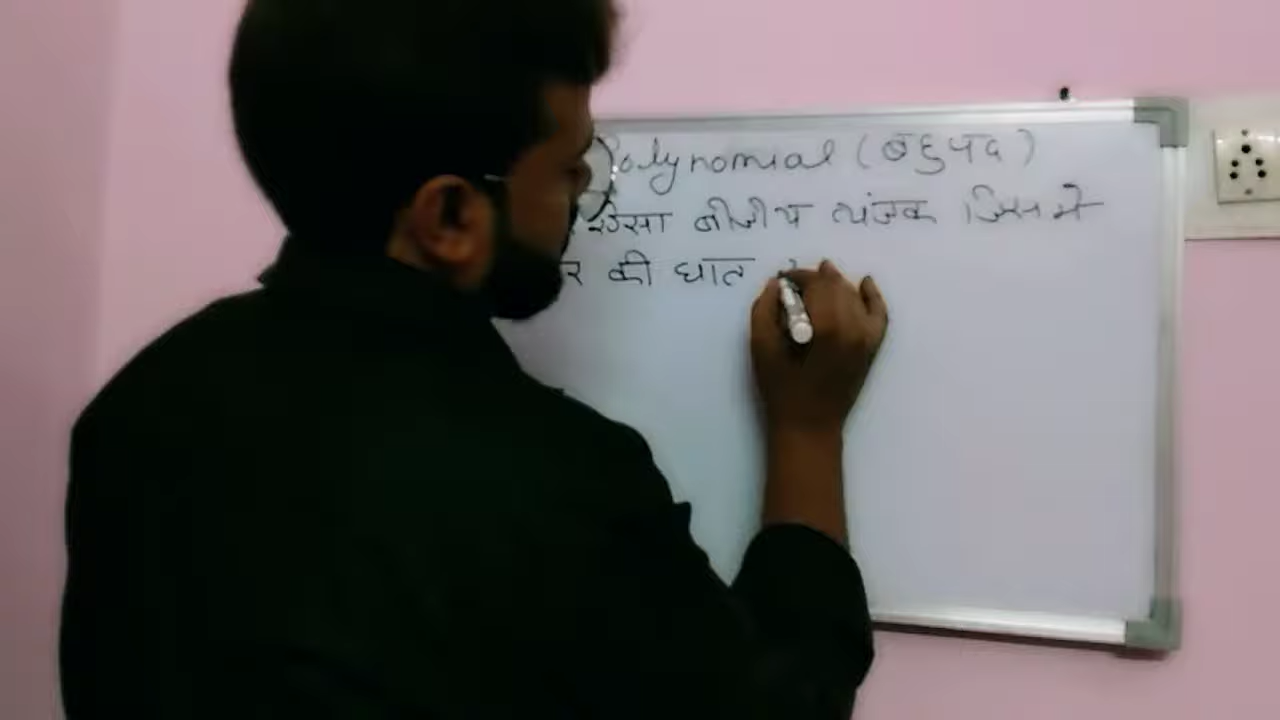 Polynomial (बहुपद)
ऐसा बीजीय व्यंजक जिसमे
की घात